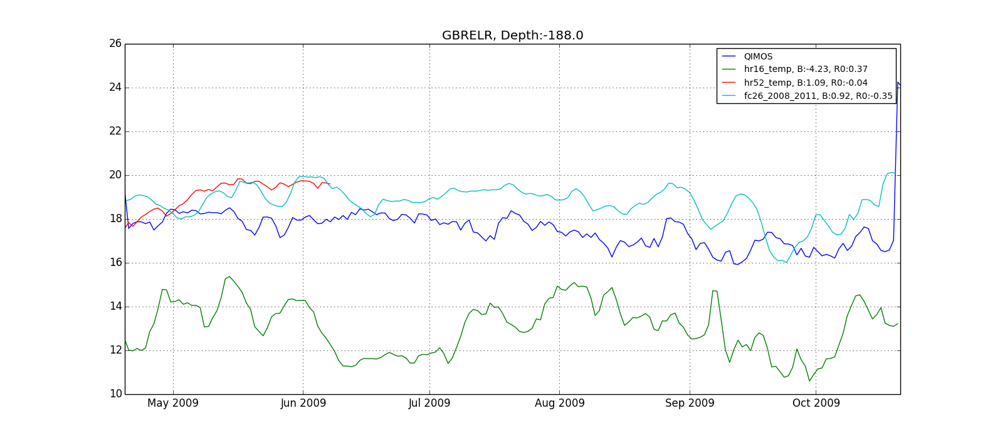 GBRELR, Depth:-188.0
26
24
22
20
18
16
14
12
10
QIMOS
hr16_temp, B:-4.23, R0:0.37
hr52_temp, B:1.09, R0:-0.04
fc26_2008_2011, B:0.92, R0:-0.35
May 2009 Jun 2009 Jul 2009 Aug 2009 Sep 2009 Oct 2009